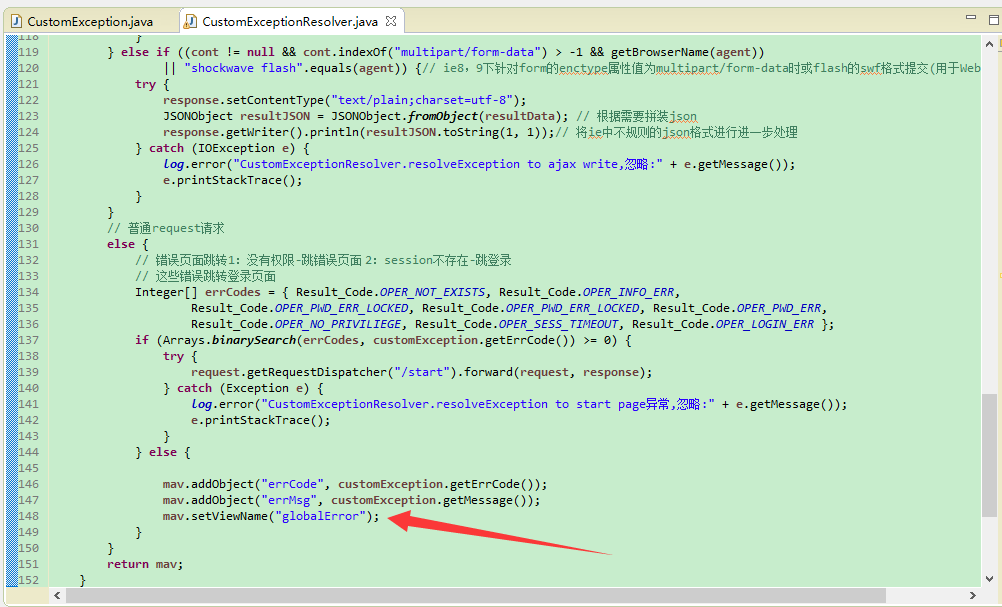 CustomException.java
CustomExceptionResolver.java
118 }
119 } else if ((cont != null && cont.indexOf("multipart/form-data") > -1 && getBrowserName(agent))
120 || "shockwave flash".equals(agent)) {// ie8，9下针对form的enctype属性值为multipart/form-data时或flash的swf格式提交(用于Web
121 try {
122 response.setContentType("text/plain;charset=utf-8");
123 JSONObject resultJSON = JSONObject.fromObject(resultData); // 根据需要拼装json
124 response.getWriter().println(resultJSON.toString(1, 1));// 将ie中不规则的json格式进行进一步处理
125 } catch (IOException e) {
126 log.error("CustomExceptionResolver.resolveException to ajax write,忽略:" + e.getMessage());
127 e.printStackTrace();
128 }
129 }
130 // 普通request请求
131 else {
132 // 错误页面跳转1：没有权限-跳错误页面 2：session不存在-跳登录
133 // 这些错误跳转登录页面
134 Integer[] errCodes = { Result_Code.OPER_NOT_EXISTS, Result_Code.OPER_INFO_ERR,
135 Result_Code.OPER_PWD_ERR_LOCKED, Result_Code.OPER_PWD_ERR_LOCKED, Result_Code.OPER_PWD_ERR,
136 Result_Code.OPER_NO_PRIVILIEGE, Result_Code.OPER_SESS_TIMEOUT, Result_Code.OPER_LOGIN_ERR };
137 if (Arrays.binarySearch(errCodes, customException.getErrCode()) >= 0) {
138 try {
139 request.getRequestDispatcher("/start").forward(request, response);
140 } catch (Exception e) {
141 log.error("CustomExceptionResolver.resolveException to start page异常,忽略:" + e.getMessage());
142 e.printStackTrace();
143 }
144 } else {
145
146 mav.addObject("errCode", customException.getErrCode());
147 mav.addObject("errMsg", customException.getMessage());
148 mav.setViewName("globalError");
149 }
150 }
151 return mav;
152 }